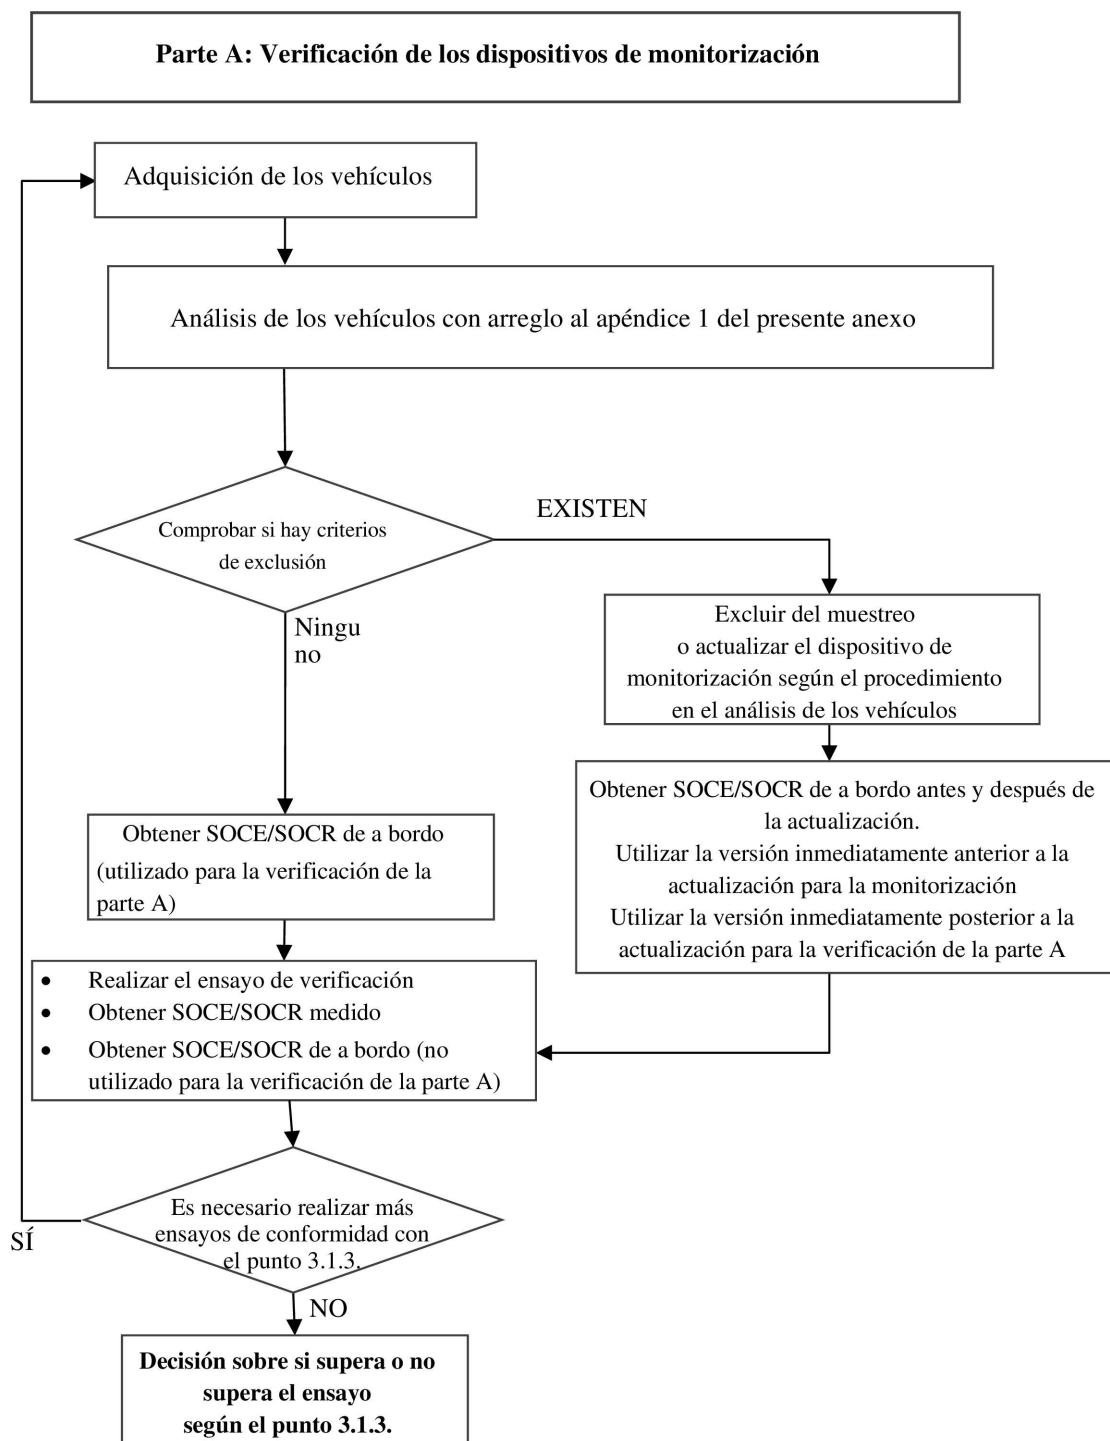 Parte A: Verificación de los dispositivos de monitorización
Adquisición de los vehículos
Análisis de los vehículos con arreglo al apéndice 1 del presente anexo
Comprobar si hay criterios
de exclusión
EXISTEN
Ningu
no
Excluir del muestreo
o actualizar el dispositivo de
monitorización según el procedimiento
en el análisis de los vehículos
Obtener SOCE/SOCR de a bordo antes y después de
la actualización.
Utilizar la versión inmediatamente anterior a la
actualización para la monitorización
Utilizar la versión inmediatamente posterior a la
actualización para la verificación de la parte A
Obtener SOCE/SOCR de a bordo
(utilizado para la verificación de la
parte A)
• Realizar el ensayo de verificación
• Obtener SOCE/SOCR medido
• Obtener SOCE/SOCR de a bordo (no
utilizado para la verificación de la parte A)
Es necesario realizar más
ensayos de conformidad con
el punto 3.1.3.
SÍ
NO
Decisión sobre si supera o no
supera el ensayo
según el punto 3.1.3.